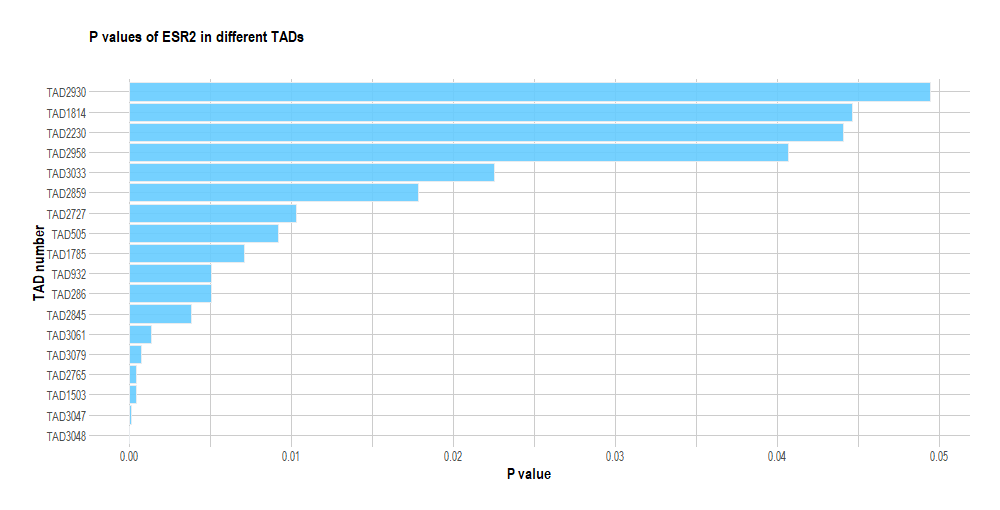 P values of ESR2 in different TADs
TAD2930
TAD1814
TAD2230
TAD2958
TAD3033
TAD2859
TAD2727
TAD505
TAD1785
TAD932
TAD286
TAD2845
TAD3061
TAD3079
TAD2765
TAD1503
TAD3047
TAD3048
TAD number
0.00 0.01 0.02 0.03 0.04 0.05
P value